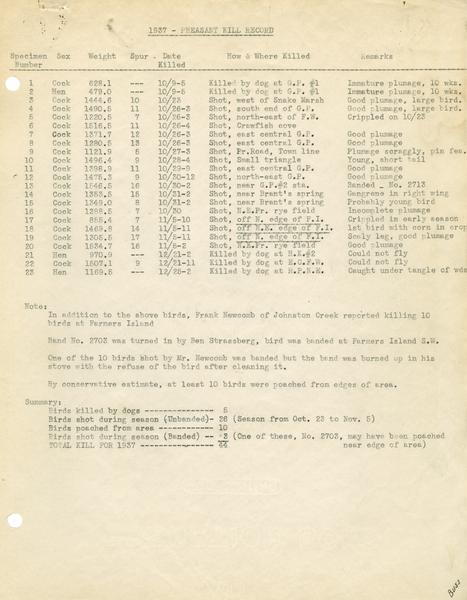 1937 - PHEASANT KILL RECORD
Specimen Number Sex Weight Spur Date Killed How & Where Killed Remarks
1 Cock 628.1 --- 10/9-5 Killed by dog at G.P. #1 Immature plumage, 10 wks.
2 Hen 479.0 --- 10/9-5 Killed by dog at G.P. #1 Immature plumage, 10 wks.
3 Cock 1444.6 10 10/23 Shot, west of Snake Marsh Good plumage, large bird.
4 Cock 1490.5 11 10/26-3 Shot, south end of G.P. Good plumage, large bird.
5 Cock 1220.5 7 10/26-3 Shot, north-east of F.W. Crippled on 10/23
6 Cock 1516.5 11 10/26-4 Shot, Crawfish cove
7 Cock 1371.7 12 10/26-3 Shot, east central G.P. Good plumage
8 Cock 1280.5 13 10/26-3 Shot, east central G.P. Good plumage
9 Cock 1121.9 6 10/27-3 Shot, Pr.Road, Town line Plumage scraggly, pin fea.
10 Cock 1496.4 9 10/28-4 Shot, Small triangle Young, short tail
11 Cock 1398.9 11 10/29-9 Shot, east central G.P. Good plumage
12 Cock 1475.3 9 10/30-12 Shot, north-east G.P. Good plumage
13 Cock 1546.5 16 10/30-2 Shot, near G.P.#2 sta. Banded - No. 2713
14 Cock 1353.5 15 10/31-2 Shot, near Brant's spring Gangrene in right wing
15 Cock 1349.0 8 10/31-2 Shot, near Brant's spring Probably young bird
16 Cock 1298.5 7 10/30 Shot, N.E.Pr. rye field Incomplete plumage
17 Cock 855.4 7 11/5-10 Shot, off N. edge of F.I. Crippled in early season
18 Cock 1469.8 14 11/5-11 Shot, off N.E. edge of F.I. 1st bird with corn in crop
19 Cock 1305.5 17 11/5-11 Shot, off N. edge of F.I. Scaly leg, good plumage
20 Cock 1534.7 16 11/5-2 Shot, N.E.Pr. rye field Good plumage
21 Hen 970.9 --- 12/21-2 Killed by dog at H.K.#2 Could not fly
22 Cock 1507.1 9 12/21-11 Killed by dog at E.G.F.W. Could not fly
23 Hen 1169.5 --- 12/25-2 Killed by dog at R.P.N.E. Caught under tangle of wds
Note:
In addition to the above birds, Frank Newcomb of Johnston Creek reported killing 10
birds at Farmers Island
Band No. 2703 was turned in by Ben Strassberg, bird was banded at Farmers Island S.W.
One of the 10 birds shot by Mr. Newcomb was banded but the band was burned up in his
stove with the refuse of the bird after cleaning it.
By conservative estimate, at least 10 birds were poached from edges of area.
Summary:
Birds killed by dogs -------------- 5
Birds shot during season (Unbanded)- 26 (Season from Oct. 23 to Nov. 5)
Birds poached from area ----------- 10
Birds shot during season (Banded) -- 3 (One of these, No. 2703, may have been poached
TOTAL KILL FOR 1937 ------------- 44 near edge of area)
Buss